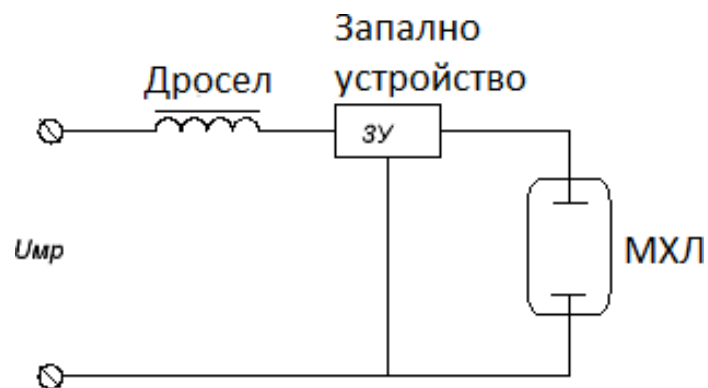 Запално
устройство
Дросел
ЗУ
Uмр
МХЛ